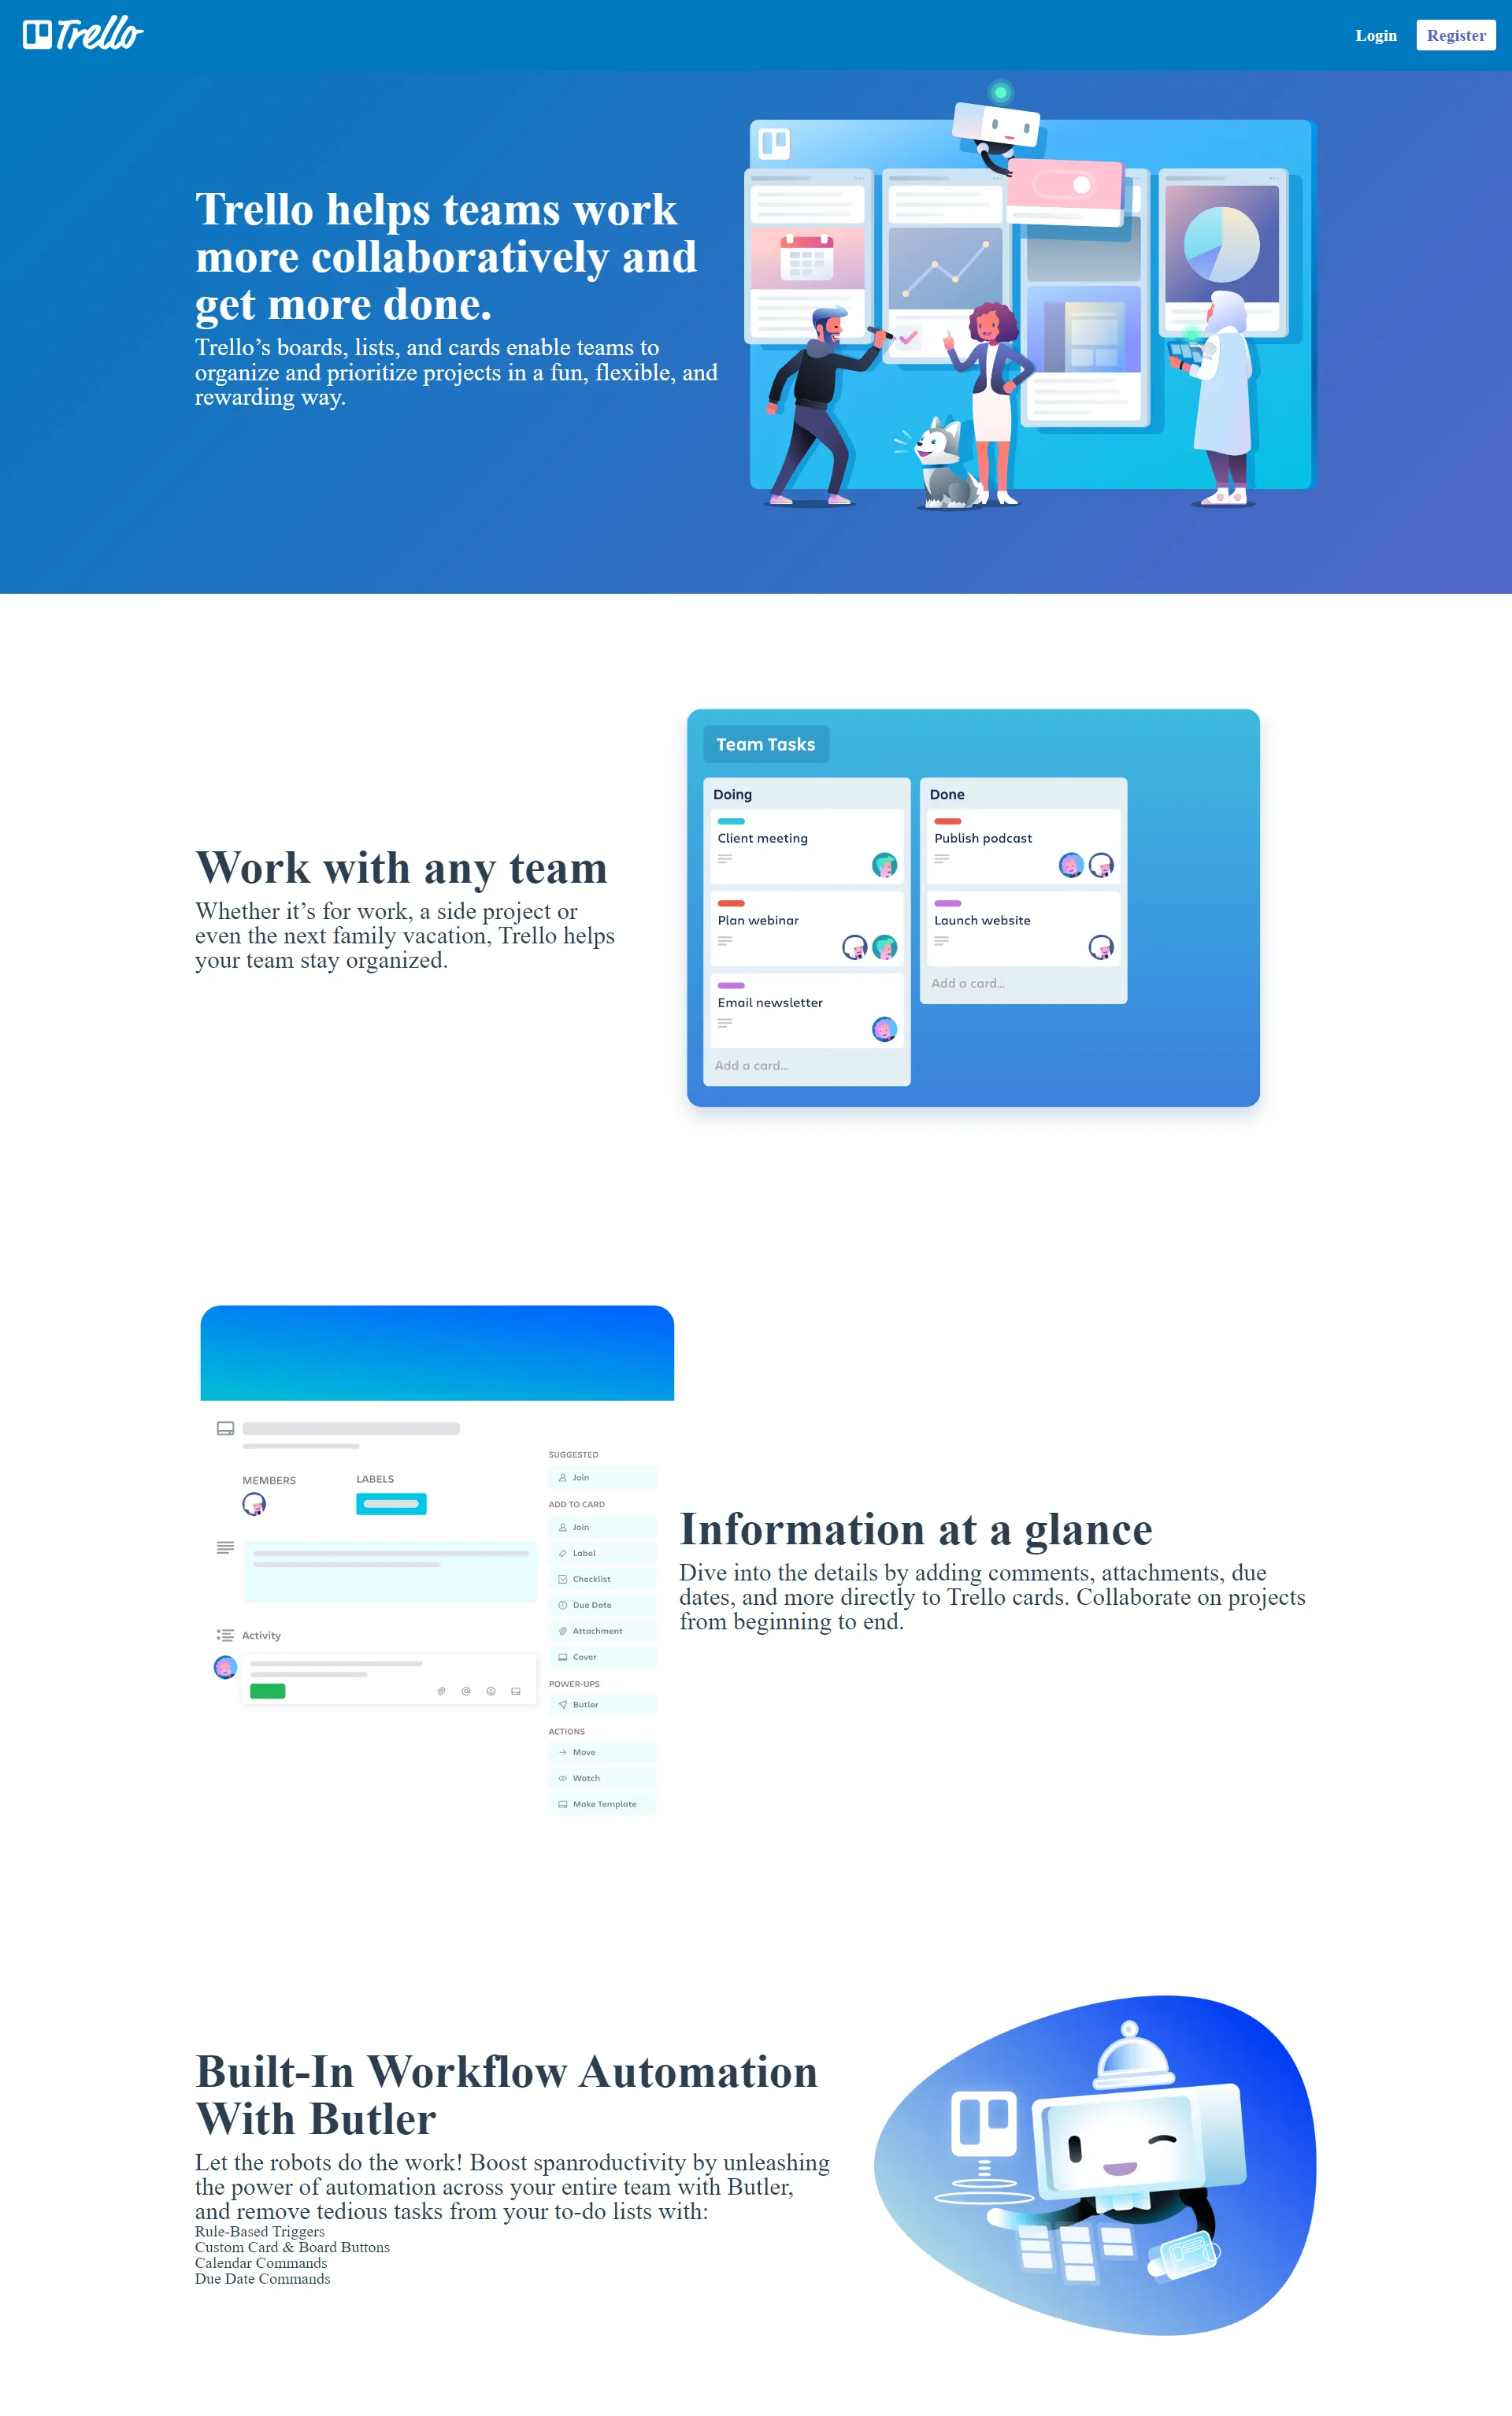 Trello
Login
Register
Trello helps teams work
more collaboratively and
get more done.
Trello’s boards, lists, and cards enable teams to
organize and prioritize projects in a fun, flexible, and
rewarding way.
Work with any team
Whether it’s for work, a side project or
even the next family vacation, Trello helps
your team stay organized.
Team Tasks
Doing
Client meeting
Plan webinar
Email newsletter
Add a card...
Done
Publish podcast
Launch website
Add a card...
MEMBERS
LABELS
Activity
SUGGESTED
Join
ADD TO CARD
Join
Label
Checklist
Due Date
Attachment
Cover
POWER-UPS
Butler
ACTIONS
Move
Watch
Make Template
Information at a glance
Dive into the details by adding comments, attachments, due
dates, and more directly to Trello cards. Collaborate on projects
from beginning to end.
Built-In Workflow Automation
With Butler
Let the robots do the work! Boost spanroductivity by unleashing
the power of automation across your entire team with Butler,
and remove tedious tasks from your to-do lists with:
Rule-Based Triggers
Custom Card & Board Buttons
Calendar Commands
Due Date Commands